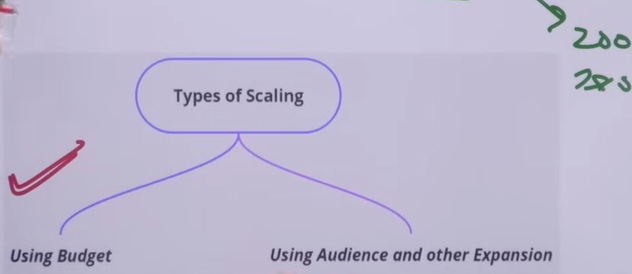 200
Types of Scaling
Using Budget
Using Audience and other Expansion